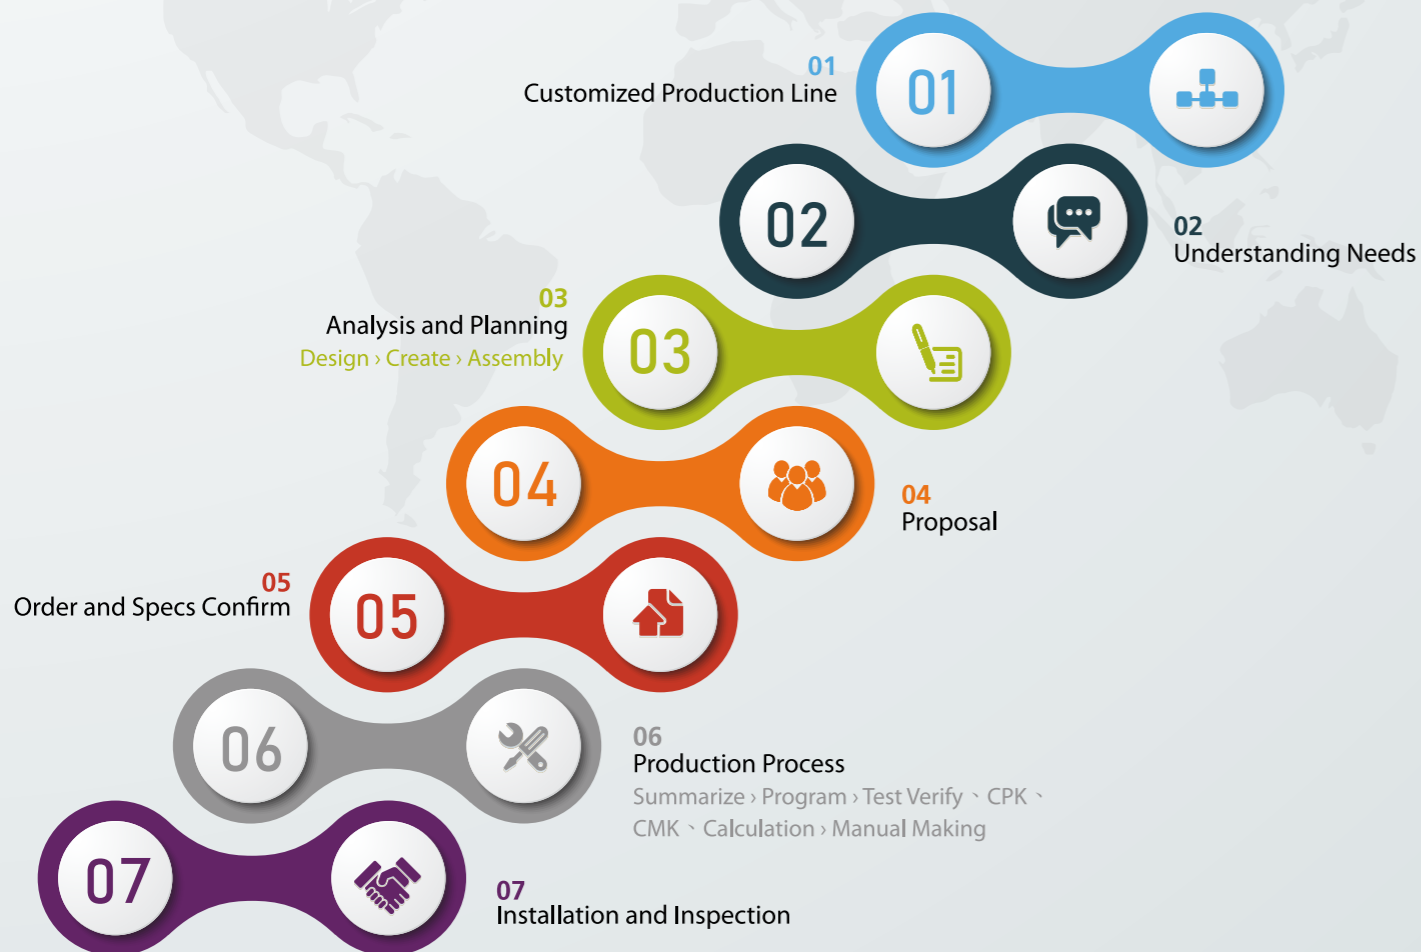 01
Customized Production Line
01
02
02
Understanding Needs
03
Analysis and Planning
Design › Create › Assembly
03
04
04
Proposal
05
Order and Specs Confirm
05
06
06
Production Process
Summarize › Program › Test Verify、CPK、
CMK、Calculation › Manual Making
07
07
Installation and Inspection